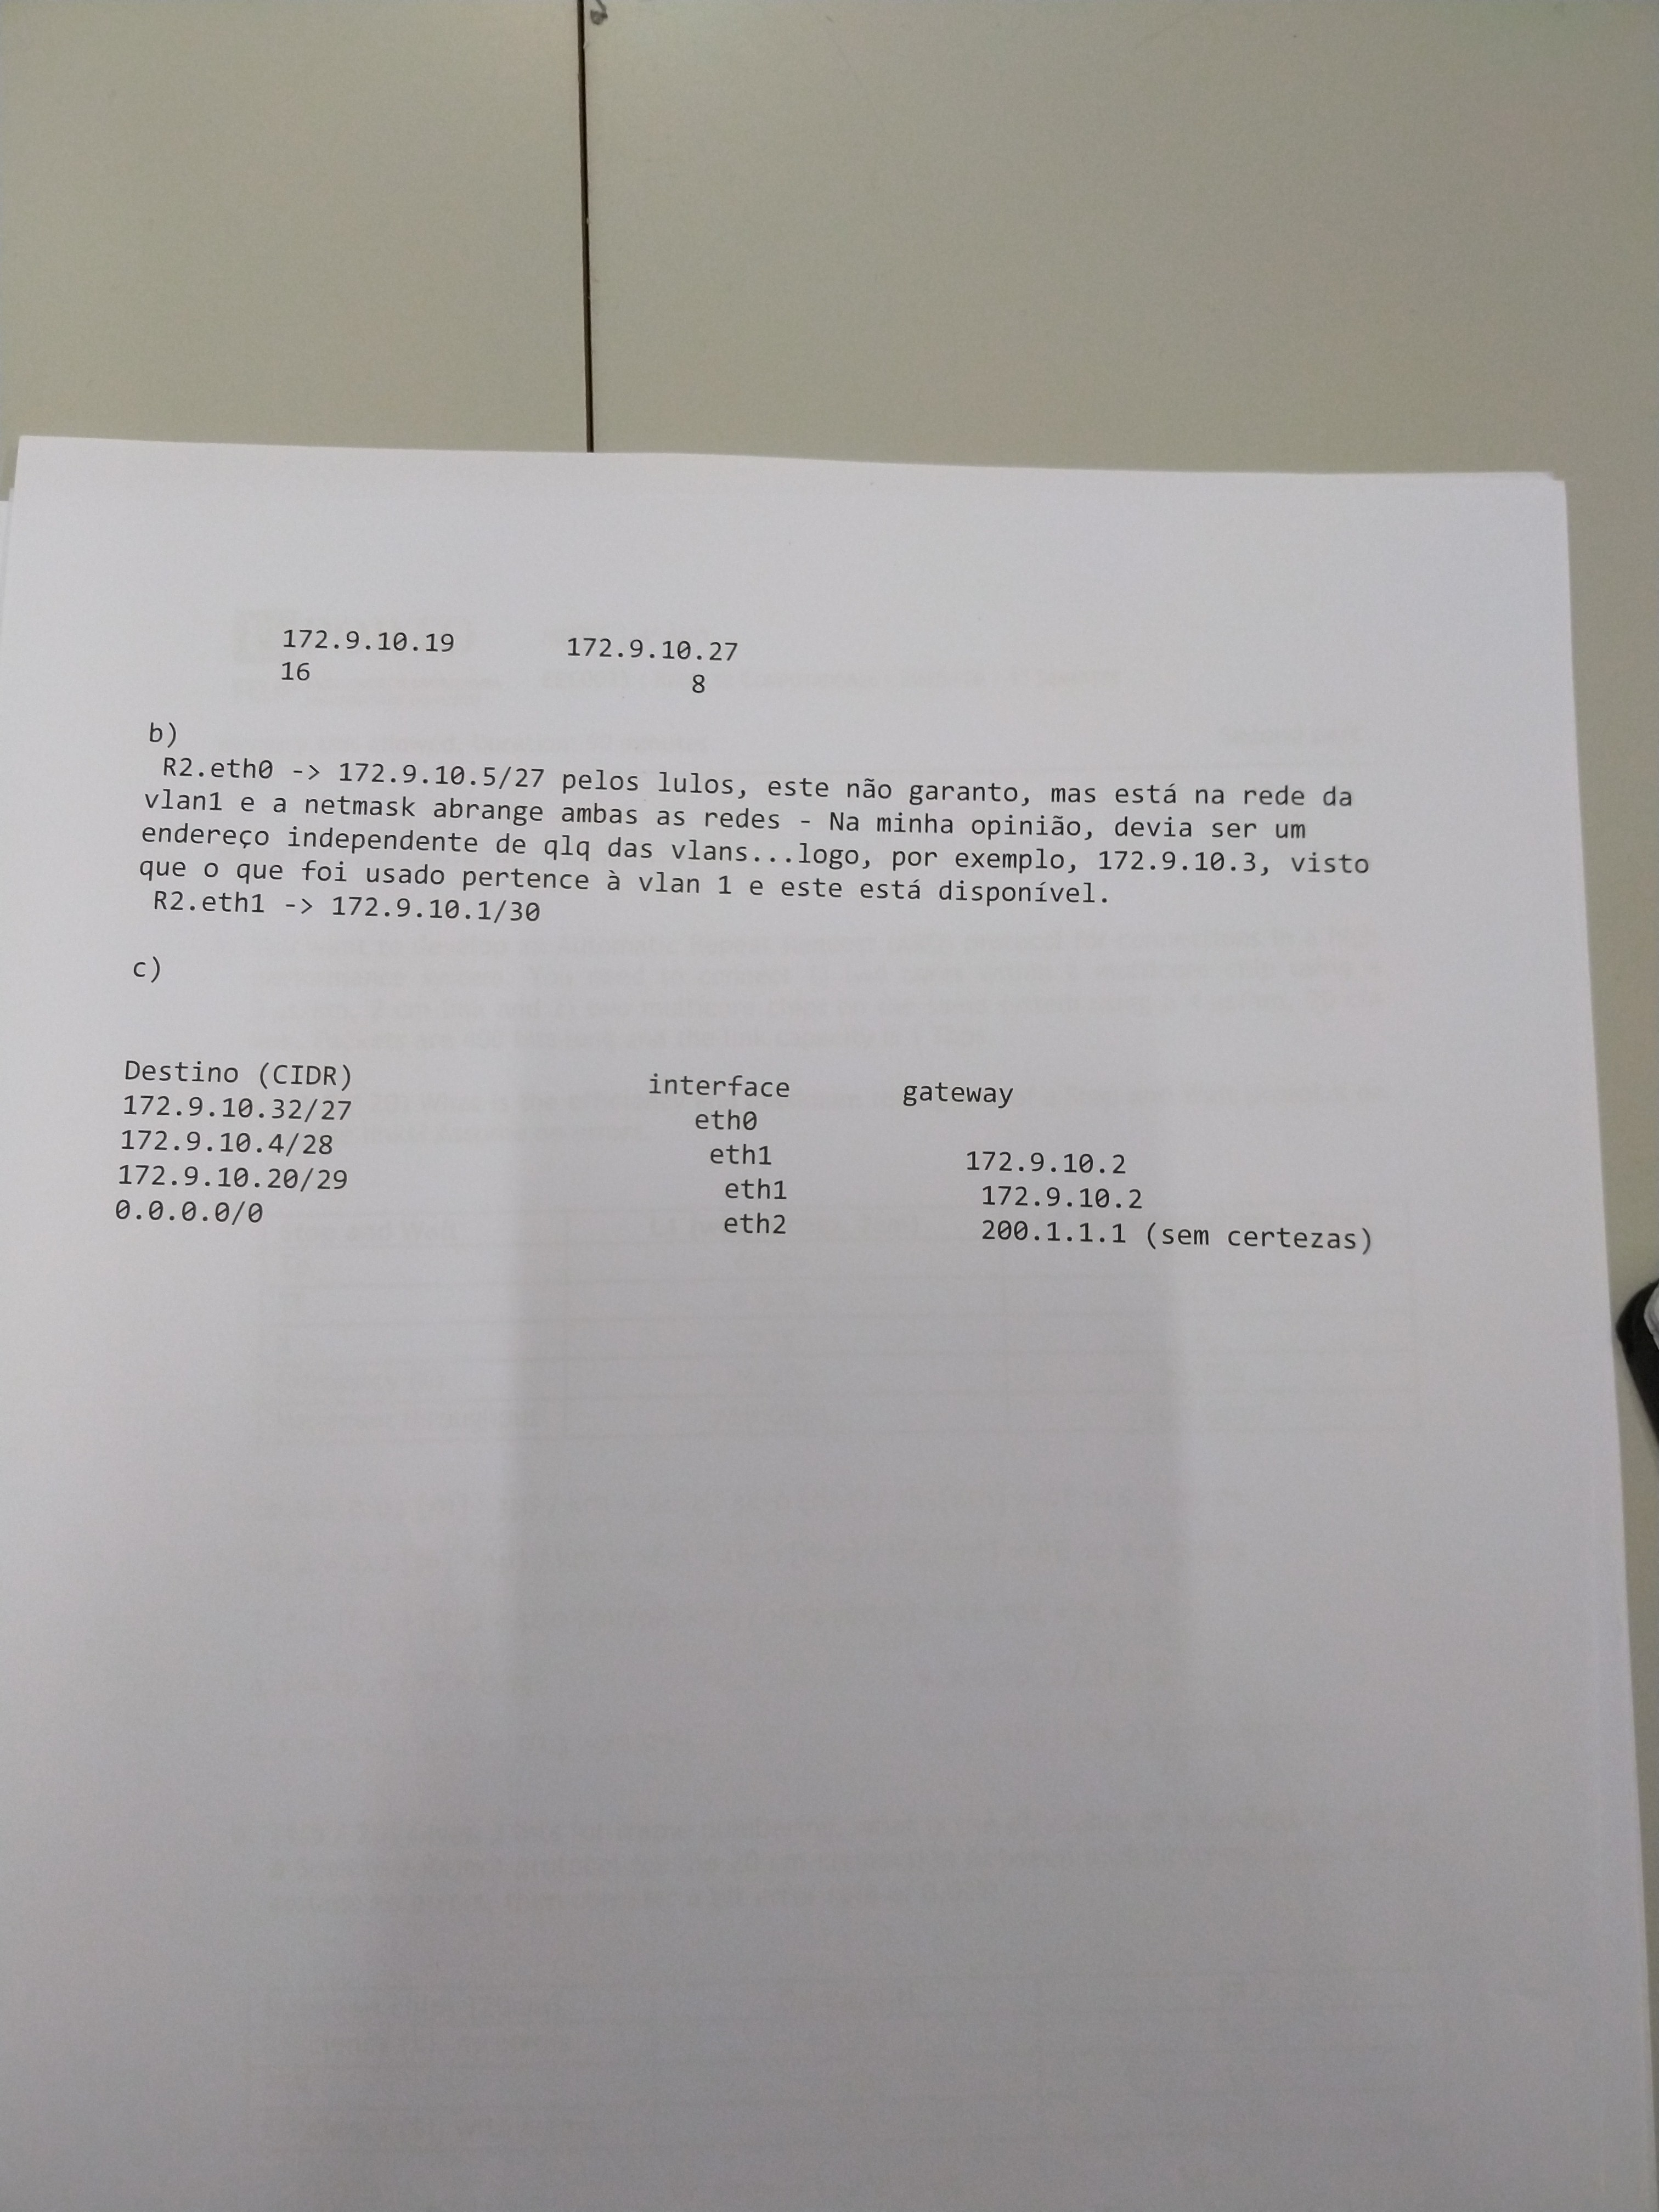 172.9.10.19 172.9.10.27
16 8
b)
R2.eth0 -> 172.9.10.5/27 pelos lulos, este não garanto, mas está na rede da
vlan1 e a netmask abrange ambas as redes - Na minha opinião, devia ser um
endereço independente de qlq das vlans...logo, por exemplo, 172.9.10.3, visto
que o que foi usado pertence à vlan 1 e este está disponível.
R2.eth1 -> 172.9.10.1/30
c)
Destino (CIDR) interface gateway
172.9.10.32/27 eth0
172.9.10.4/28 eth1 172.9.10.2
172.9.10.20/29 eth1 172.9.10.2
0.0.0.0/0 eth2 200.1.1.1 (sem certezas)